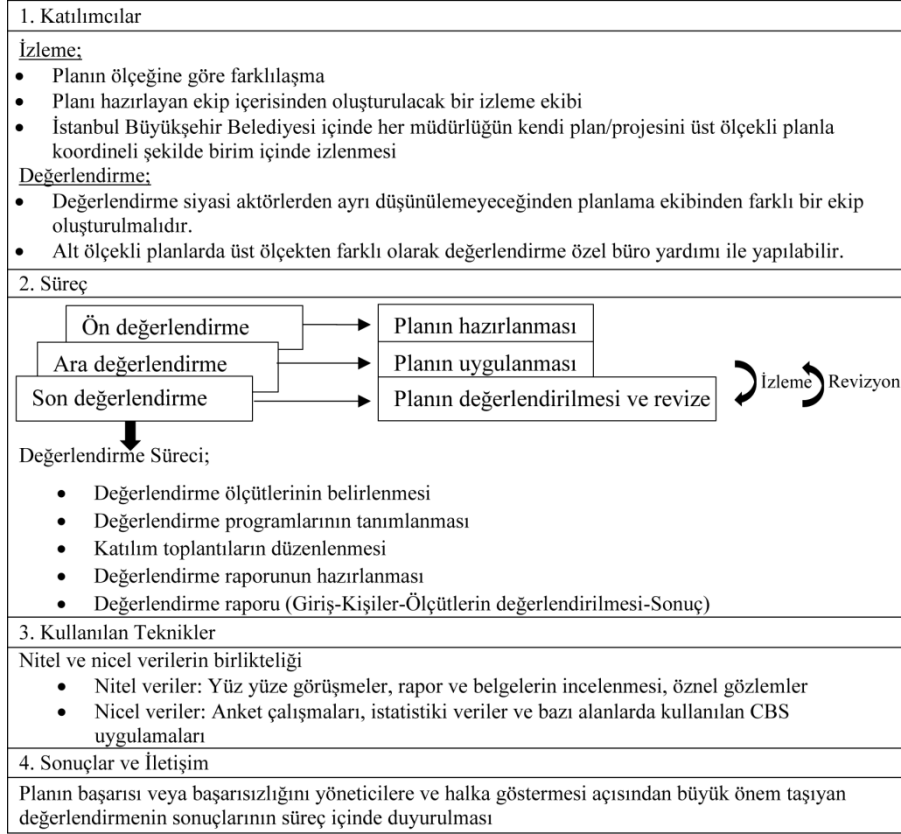 1. Katılımcılar
İzleme;
• Planın ölçeğine göre farklılaşma
• Planı hazırlayan ekip içerisinden oluşturulacak bir izleme ekibi
• İstanbul Büyükşehir Belediyesi içinde her müdürlüğün kendi plan/projesini üst ölçekli planla
koordineli şekilde birim içinde izlenmesi
Değerlendirme;
• Değerlendirme siyasi aktörlerden ayrı düşünülemeyeceğinden planlama ekibinden farklı bir ekip
oluşturulmalıdır.
• Alt ölçekli planlarda üst ölçekten farklı olarak değerlendirme özel büro yardımı ile yapılabilir.
2. Süreç
Ön değerlendirme
Planın hazırlanması
Ara değerlendirme
Planın uygulanması
Son değerlendirme
Planın değerlendirilmesi ve revize
İzleme
Revizyon
Değerlendirme Süreci;
• Değerlendirme ölçütlerinin belirlenmesi
• Değerlendirme programlarının tanımlanması
• Katılım toplantıların düzenlenmesi
• Değerlendirme raporunun hazırlanması
• Değerlendirme raporu (Giriş-Kişiler-Ölçütlerin değerlendirilmesi-Sonuç)
3. Kullanılan Teknikler
Nitel ve nicel verilerin birlikteliği
• Nitel veriler: Yüz yüze görüşmeler, rapor ve belgelerin incelenmesi, öznel gözlemler
• Nicel veriler: Anket çalışmaları, istatistiki veriler ve bazı alanlarda kullanılan CBS
uygulamaları
4. Sonuçlar ve İletişim
Planın başarısı veya başarısızlığını yöneticilere ve halka göstermesi açısından büyük önem taşıyan
değerlendirmenin sonuçlarının süreç içinde duyurulması